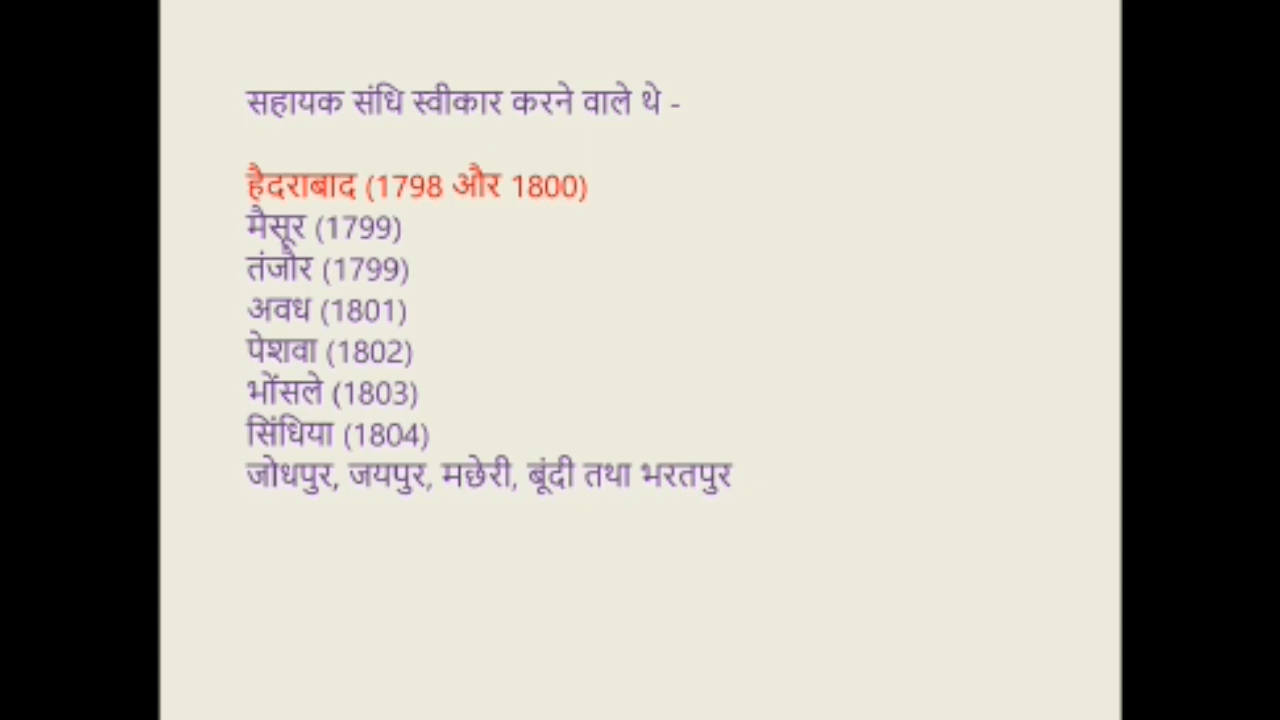 सहायक संधि स्वीकार करने वाले थे -
हैदराबाद (1798 और 1800)
मैसूर (1799)
तंजौर (1799)
अवध (1801)
पेशवा (1802)
भोंसले (1803)
सिंधिया (1804)
जोधपुर, जयपुर, मछेरी, बूंदी तथा भरतपुर